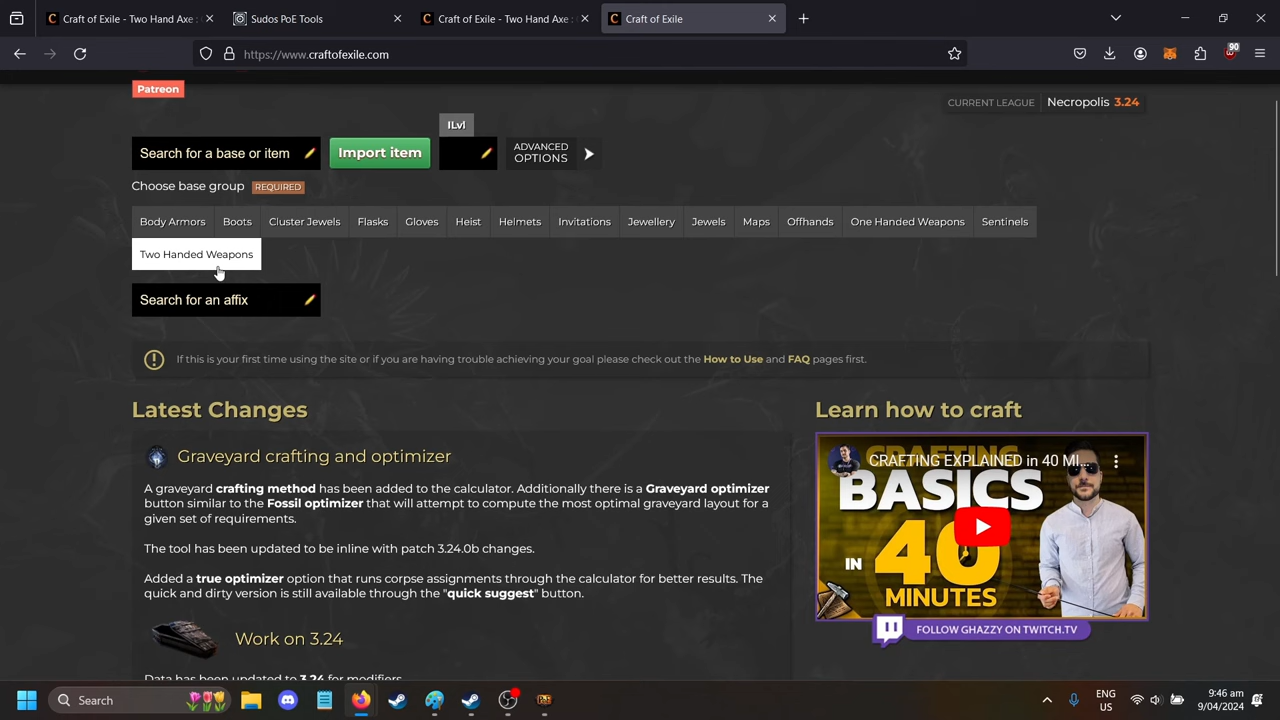 Craft of Exile - Two Hand Axe :
Sudos PoE Tools
Craft of Exile - Two Hand Axe :
Craft of Exile
https://www.craftofexile.com
90
Patreon
CURRENT LEAGUE Necropolis 3.24
ILvl
Search for a base or item
Import item
ADVANCED
OPTIONS
Choose base group REQUIRED
Body Armors Boots Cluster Jewels Flasks Gloves Heist Helmets Invitations Jewellery Jewels Maps Offhands One Handed Weapons Sentinels
Two Handed Weapons
Search for an affix
If this is your first time using the site or if you are having trouble achieving your goal please check out the How to Use and FAQ pages first.
Latest Changes
Graveyard crafting and optimizer
A graveyard crafting method has been added to the calculator. Additionally there is a Graveyard optimizer
button similar to the Fossil optimizer that will attempt to compute the most optimal graveyard layout for a
given set of requirements.
The tool has been updated to be inline with patch 3.24.0b changes.
Added a true optimizer option that runs corpse assignments through the calculator for better results. The
quick and dirty version is still available through the "quick suggest" button.
Work on 3.24
Data has been updated to 3.24 for modifiers.
Learn how to craft
CRAFTING EXPLAINED in 40 MI...
CRAFTING
BASICS
IN 40
MINUTES
FOLLOW GHAZZY ON TWITCH.TV
Search
ENG
US
9:46 am
9/04/2024